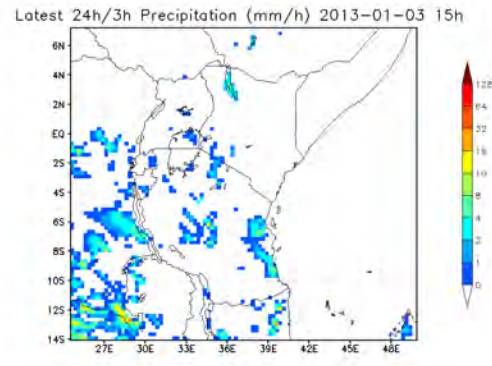 Latest 24h/3h Precipitation (mm/h) 2013-01-03 15h
6N
4N
2N
EQ
2S
4S
6S
8S
10S
12S
14S
27E 30E 33E 36E 39E 42E 45E 48E
128
64
32
16
10
8
4
2
1
0